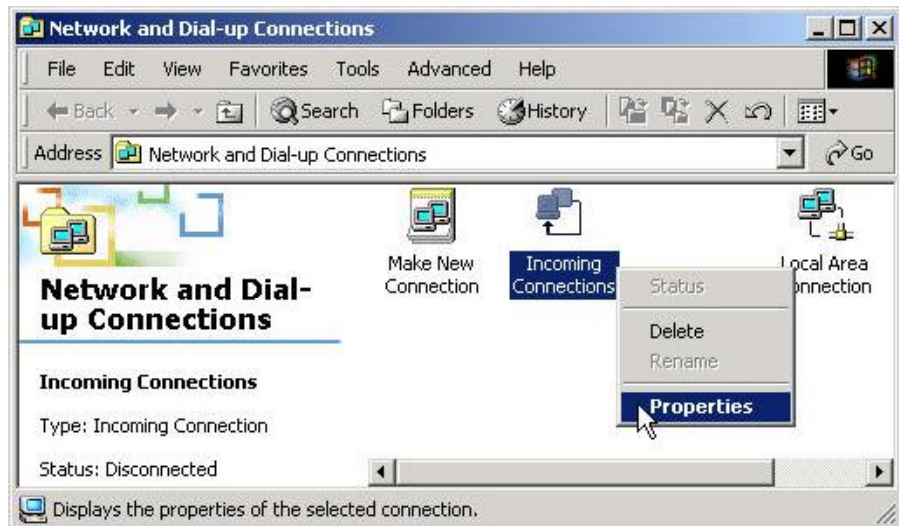 Network and Dial-up Connections
File Edit View Favorites Tools Advanced Help
Back Search Folders History
Address Network and Dial-up Connections Go
Network and Dial-
up Connections
Incoming Connections
Type: Incoming Connection
Status: Disconnected
Make New
Connection
Incoming
Connections
Local Area
onnection
Status
Delete
Rename
Properties
Displays the properties of the selected connection.